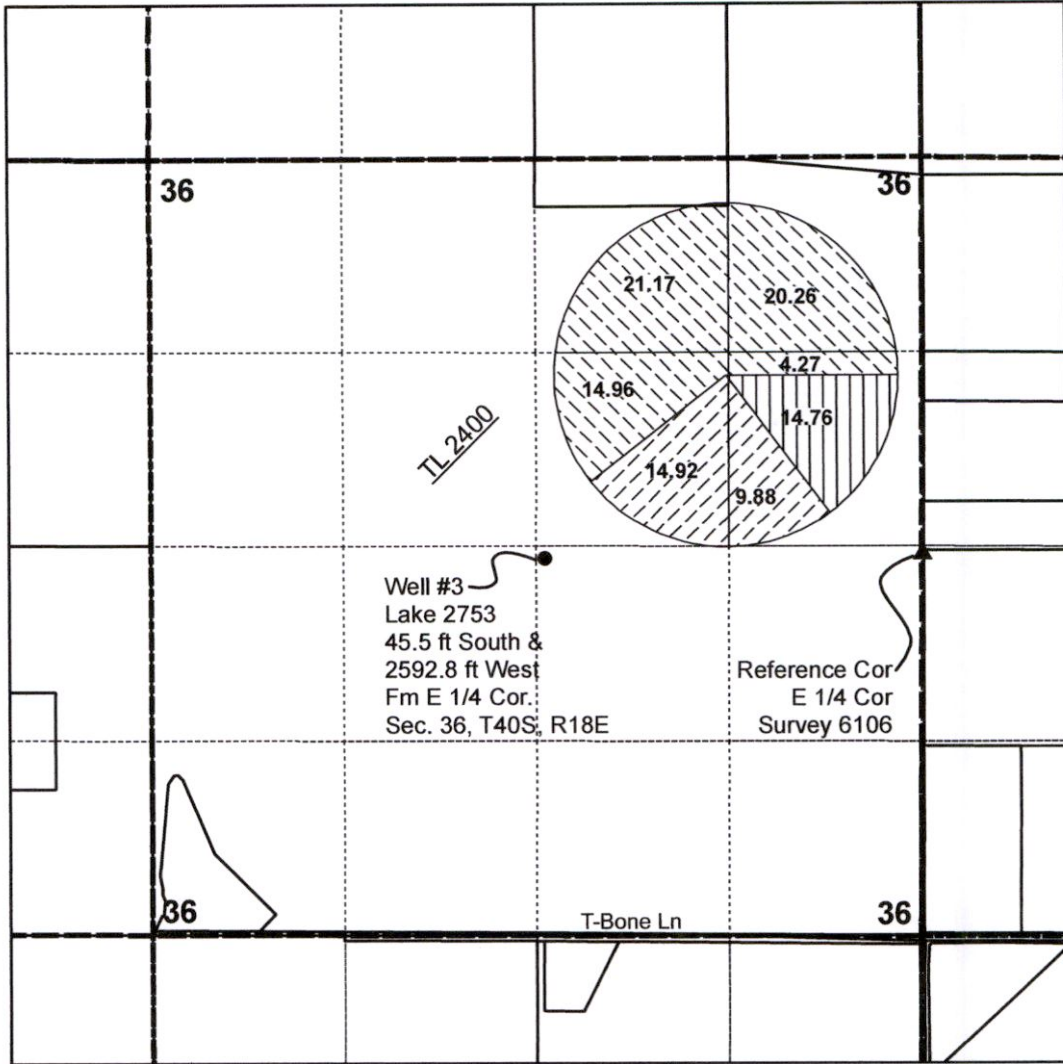 36
36
21.17
20.26
4.27
14.96
14.76
TL 2400
14.92
9.88
Well #3
Lake 2753
45.5 ft South &
2592.8 ft West
Fm E 1/4 Cor.
Sec. 36, T40S, R18E
Reference Cor
E 1/4 Cor
Survey 6106
36
36
T-Bone Ln